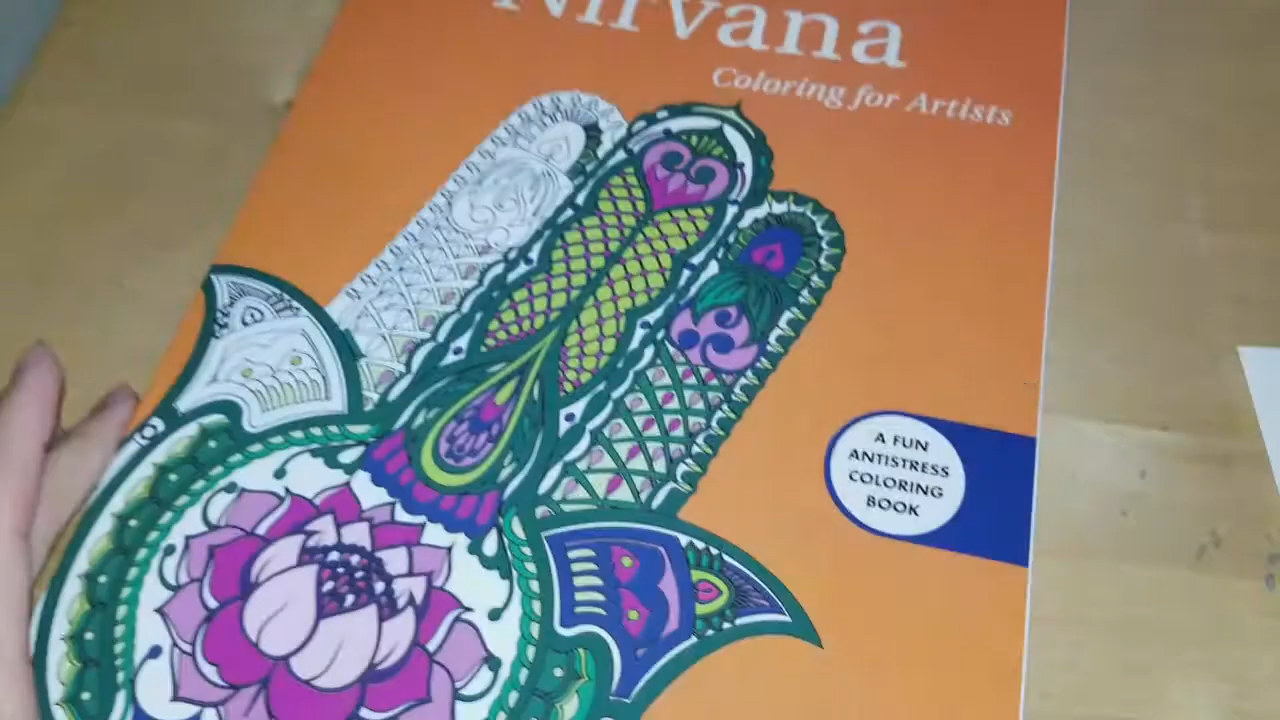 Nirvana
Coloring for Artists
A FUN
ANTISTRESS
COLORING
BOOK